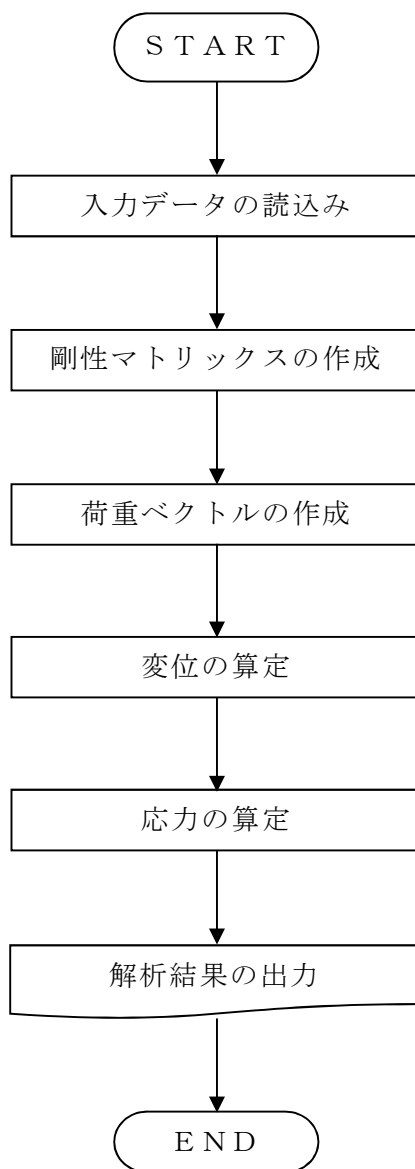 ＳＴＡＲＴ
入力データの読込み
剛性マトリックスの作成
荷重ベクトルの作成
変位の算定
応力の算定
解析結果の出力
ＥＮＤ